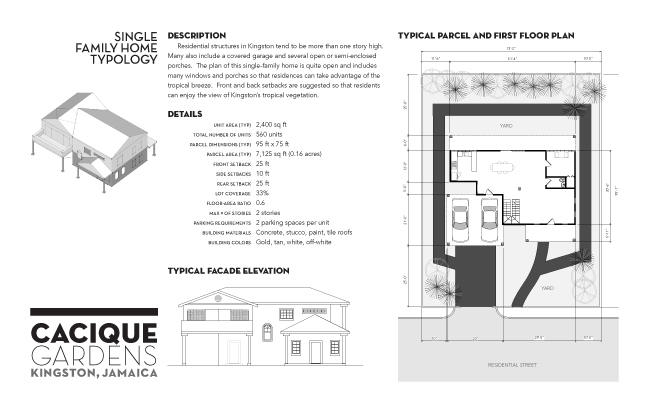 SINGLE
FAMILY HOME
TYPOLOGY
DESCRIPTION
Residential structures in Kingston tend to be more than one story high.
Many also include a covered garage and several open or semi-enclosed
porches. The plan of this single-family home is quite open and includes
many windows and porches so that residences can take advantage of the
tropical breeze. Front and back setbacks are suggested so that residents
can enjoy the view of Kingston's tropical vegetation.
DETAILS
UNIT AREA (TYP) 2,400 sq ft
TOTAL NUMBER OF UNITS 560 units
PARCEL DIMENSIONS (TYP) 95 ft x 75 ft
PARCEL AREA (TYP) 7,125 sq ft (0.16 acres)
FRONT SETBACK 25 ft
SIDE SETBACKS 10 ft
REAR SETBACK 25 ft
LOT COVERAGE 33%
FLOOR-AREA RATIO 0.6
MAX # OF STORIES 2 stories
PARKING REQUIREMENTS 2 parking spaces per unit
BUILDING MATERIALS Concrete, stucco, paint, tile roofs
BUILDING COLORS Gold, tan, white, off-white
TYPICAL FACADE ELEVATION
CACIQUE
GARDENS
KINGSTON, JAMAICA
TYPICAL PARCEL AND FIRST FLOOR PLAN
YARD
YARD
RESIDENTIAL STREET